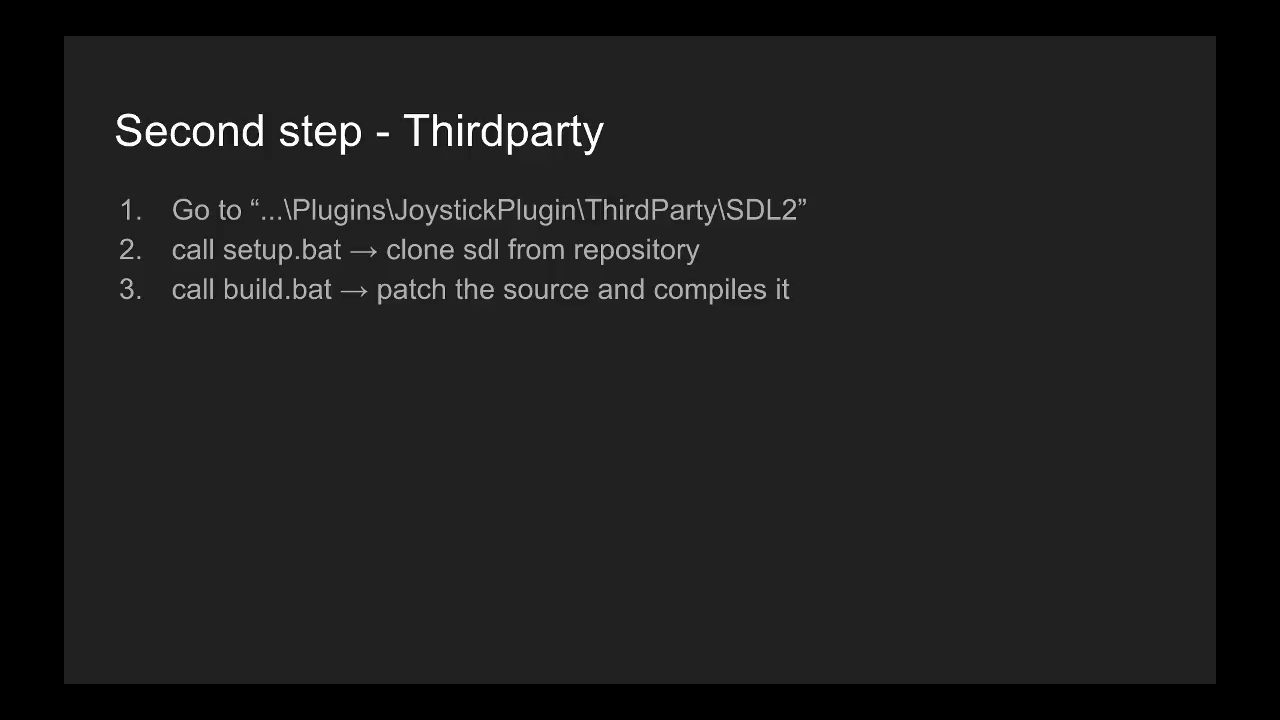 Second step - Thirdparty
1. Go to “...\Plugins\JoystickPlugin\ThirdParty\SDL2”
2. call setup.bat → clone sdl from repository
3. call build.bat → patch the source and compiles it